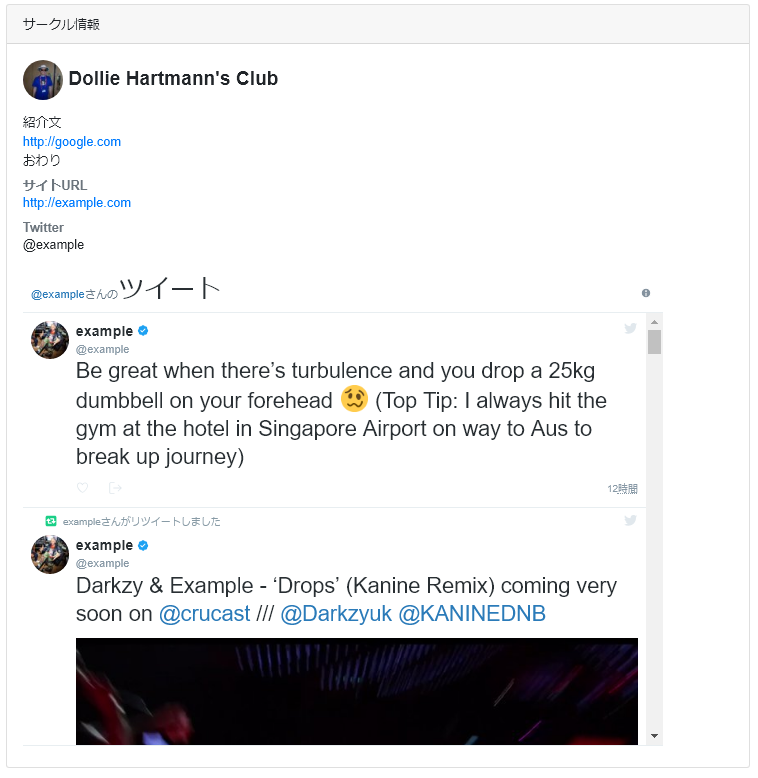 サークル情報
Dollie Hartmann's Club
紹介文
http://google.com
おわり
サイトURL
http://example.com
Twitter
@example
@exampleさんのツイート
example
@example
Be great when there’s turbulence and you drop a 25kg
dumbbell on your forehead 🥴 (Top Tip: I always hit the
gym at the hotel in Singapore Airport on way to Aus to
break up journey)
12時間
exampleさんがリツイートしました
example
@example
Darkzy & Example - ‘Drops’ (Kanine Remix) coming very
soon on @crucast /// @Darkzyuk @KANINEDNB